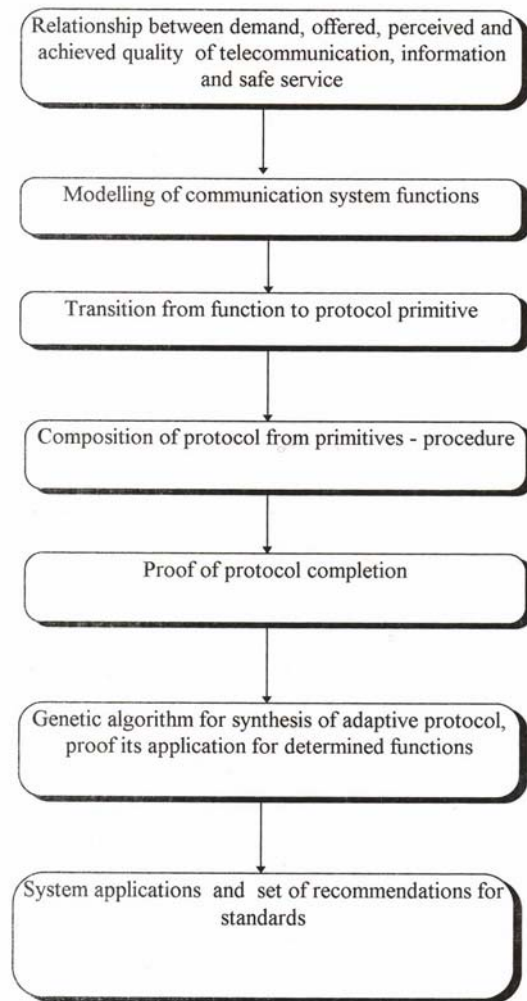 Relationship between demand, offered, perceived and
achieved quality of telecommunication, information
and safe service
Modelling of communication system functions
Transition from function to protocol primitive
Composition of protocol from primitives - procedure
Proof of protocol completion
Genetic algorithm for synthesis of adaptive protocol,
proof its application for determined functions
System applications and set of recommendations for
standards